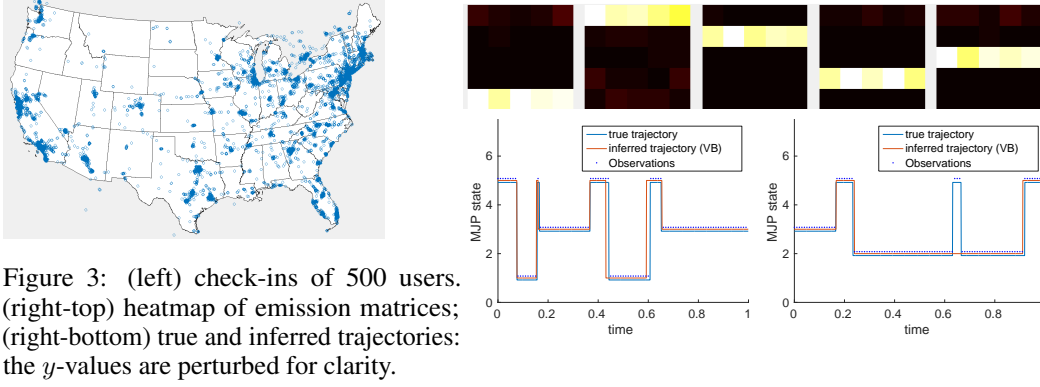 true trajectory
inferred trajectory (VB)
Observations
MJP state
6
4
2
0
0
0.2
0.4
0.6
0.8
1
time
true trajectory
inferred trajectory (VB)
Observations
MJP state
6
4
2
0
0
0.2
0.4
0.6
0.8
1
time
Figure 3: (left) check-ins of 500 users.
(right-top) heatmap of emission matrices;
(right-bottom) true and inferred trajectories:
the y-values are perturbed for clarity.